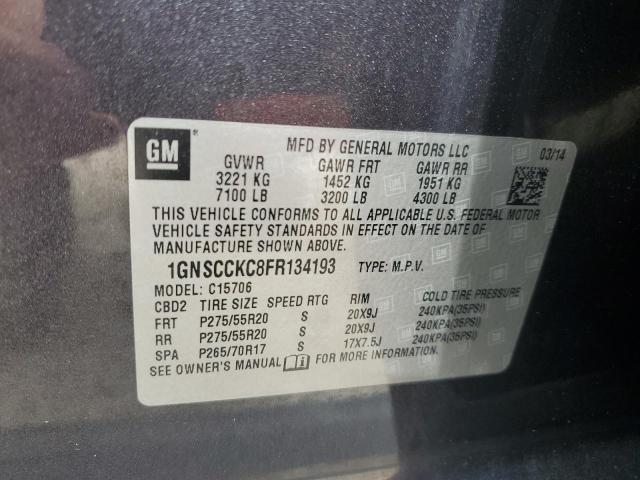 GM ®
MFD BY GENERAL MOTORS LLC 03/14
GVWR GAWR FRT GAWR RR
3221 KG 1452 KG 1951 KG
7100 LB 3200 LB 4300 LB
THIS VEHICLE CONFORMS TO ALL APPLICABLE U.S. FEDERAL MOTOR
VEHICLE SAFETY STANDARDS IN EFFECT ON THE DATE OF
MANUFACTURE SHOWN ABOVE.
1GNSCCKC8FR134193 TYPE: M.P.V.
MODEL: C15706
CBD2 TIRE SIZE SPEED RTG RIM COLD TIRE PRESSURE
FRT P275/55R20 S 20X9J 240KPA(35PSI)
RR P275/55R20 S 20X9J 240KPA(35PSI)
SPA P265/70R17 S 17X7.5J 240KPA(35PSI)
SEE OWNER'S MANUAL FOR MORE INFORMATION.